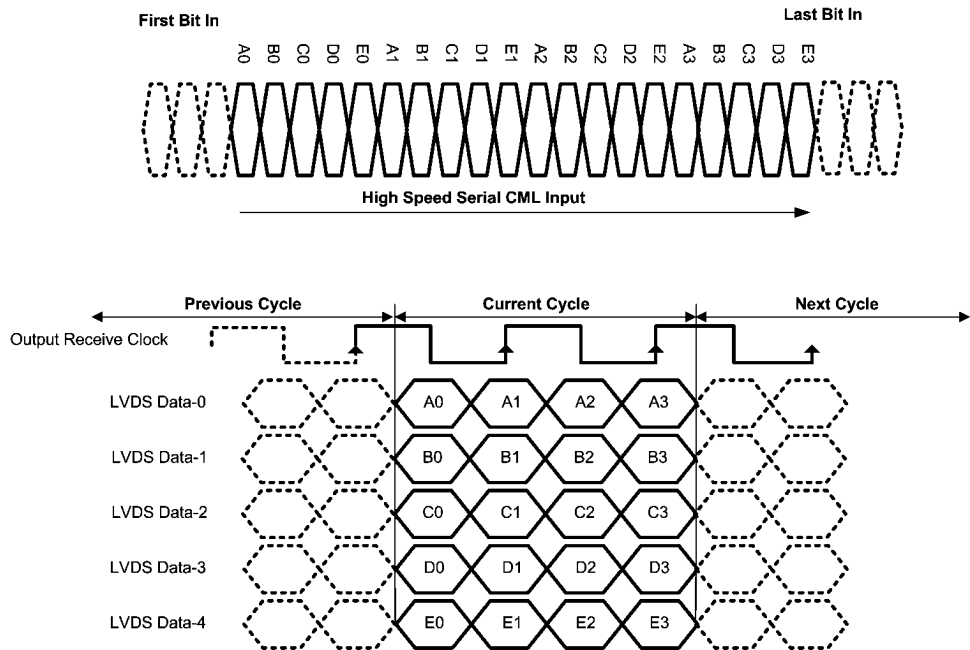 First Bit In
Last Bit In
A0 B0 C0 D0 E0 A1 B1 C1 D1 E1 A2 B2 C2 D2 E2 A3 B3 C3 D3 E3
High Speed Serial CML Input
Previous Cycle Current Cycle Next Cycle
Output Receive Clock
LVDS Data-0 A0 A1 A2 A3
LVDS Data-1 B0 B1 B2 B3
LVDS Data-2 C0 C1 C2 C3
LVDS Data-3 D0 D1 D2 D3
LVDS Data-4 E0 E1 E2 E3